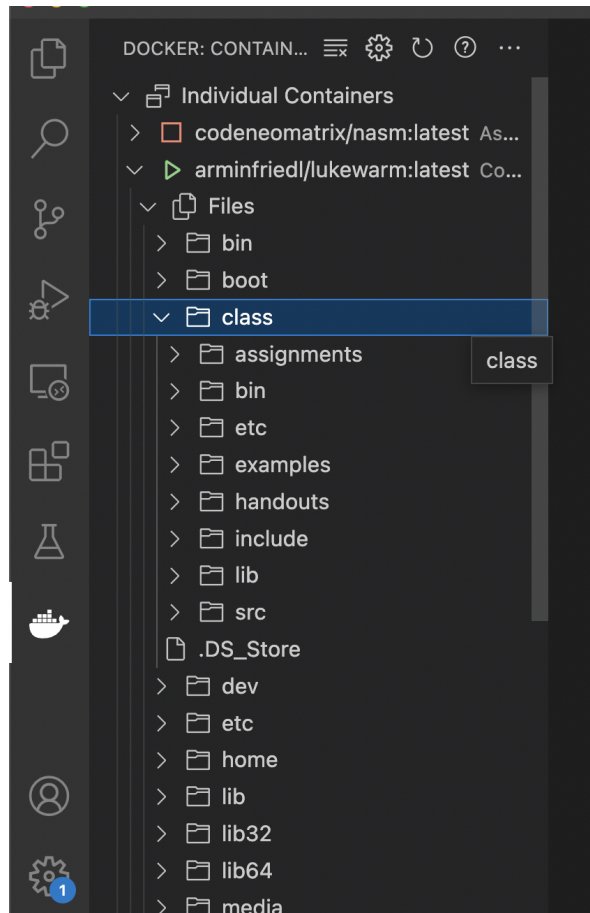 DOCKER: CONTAIN...
Individual Containers
codeneomatrix/nasm:latest As...
arminfriedl/lukewarm:latest Co...
Files
bin
boot
class
assignments
class
bin
etc
examples
handouts
include
lib
src
.DS_Store
dev
etc
home
lib
lib32
lib64
1
media